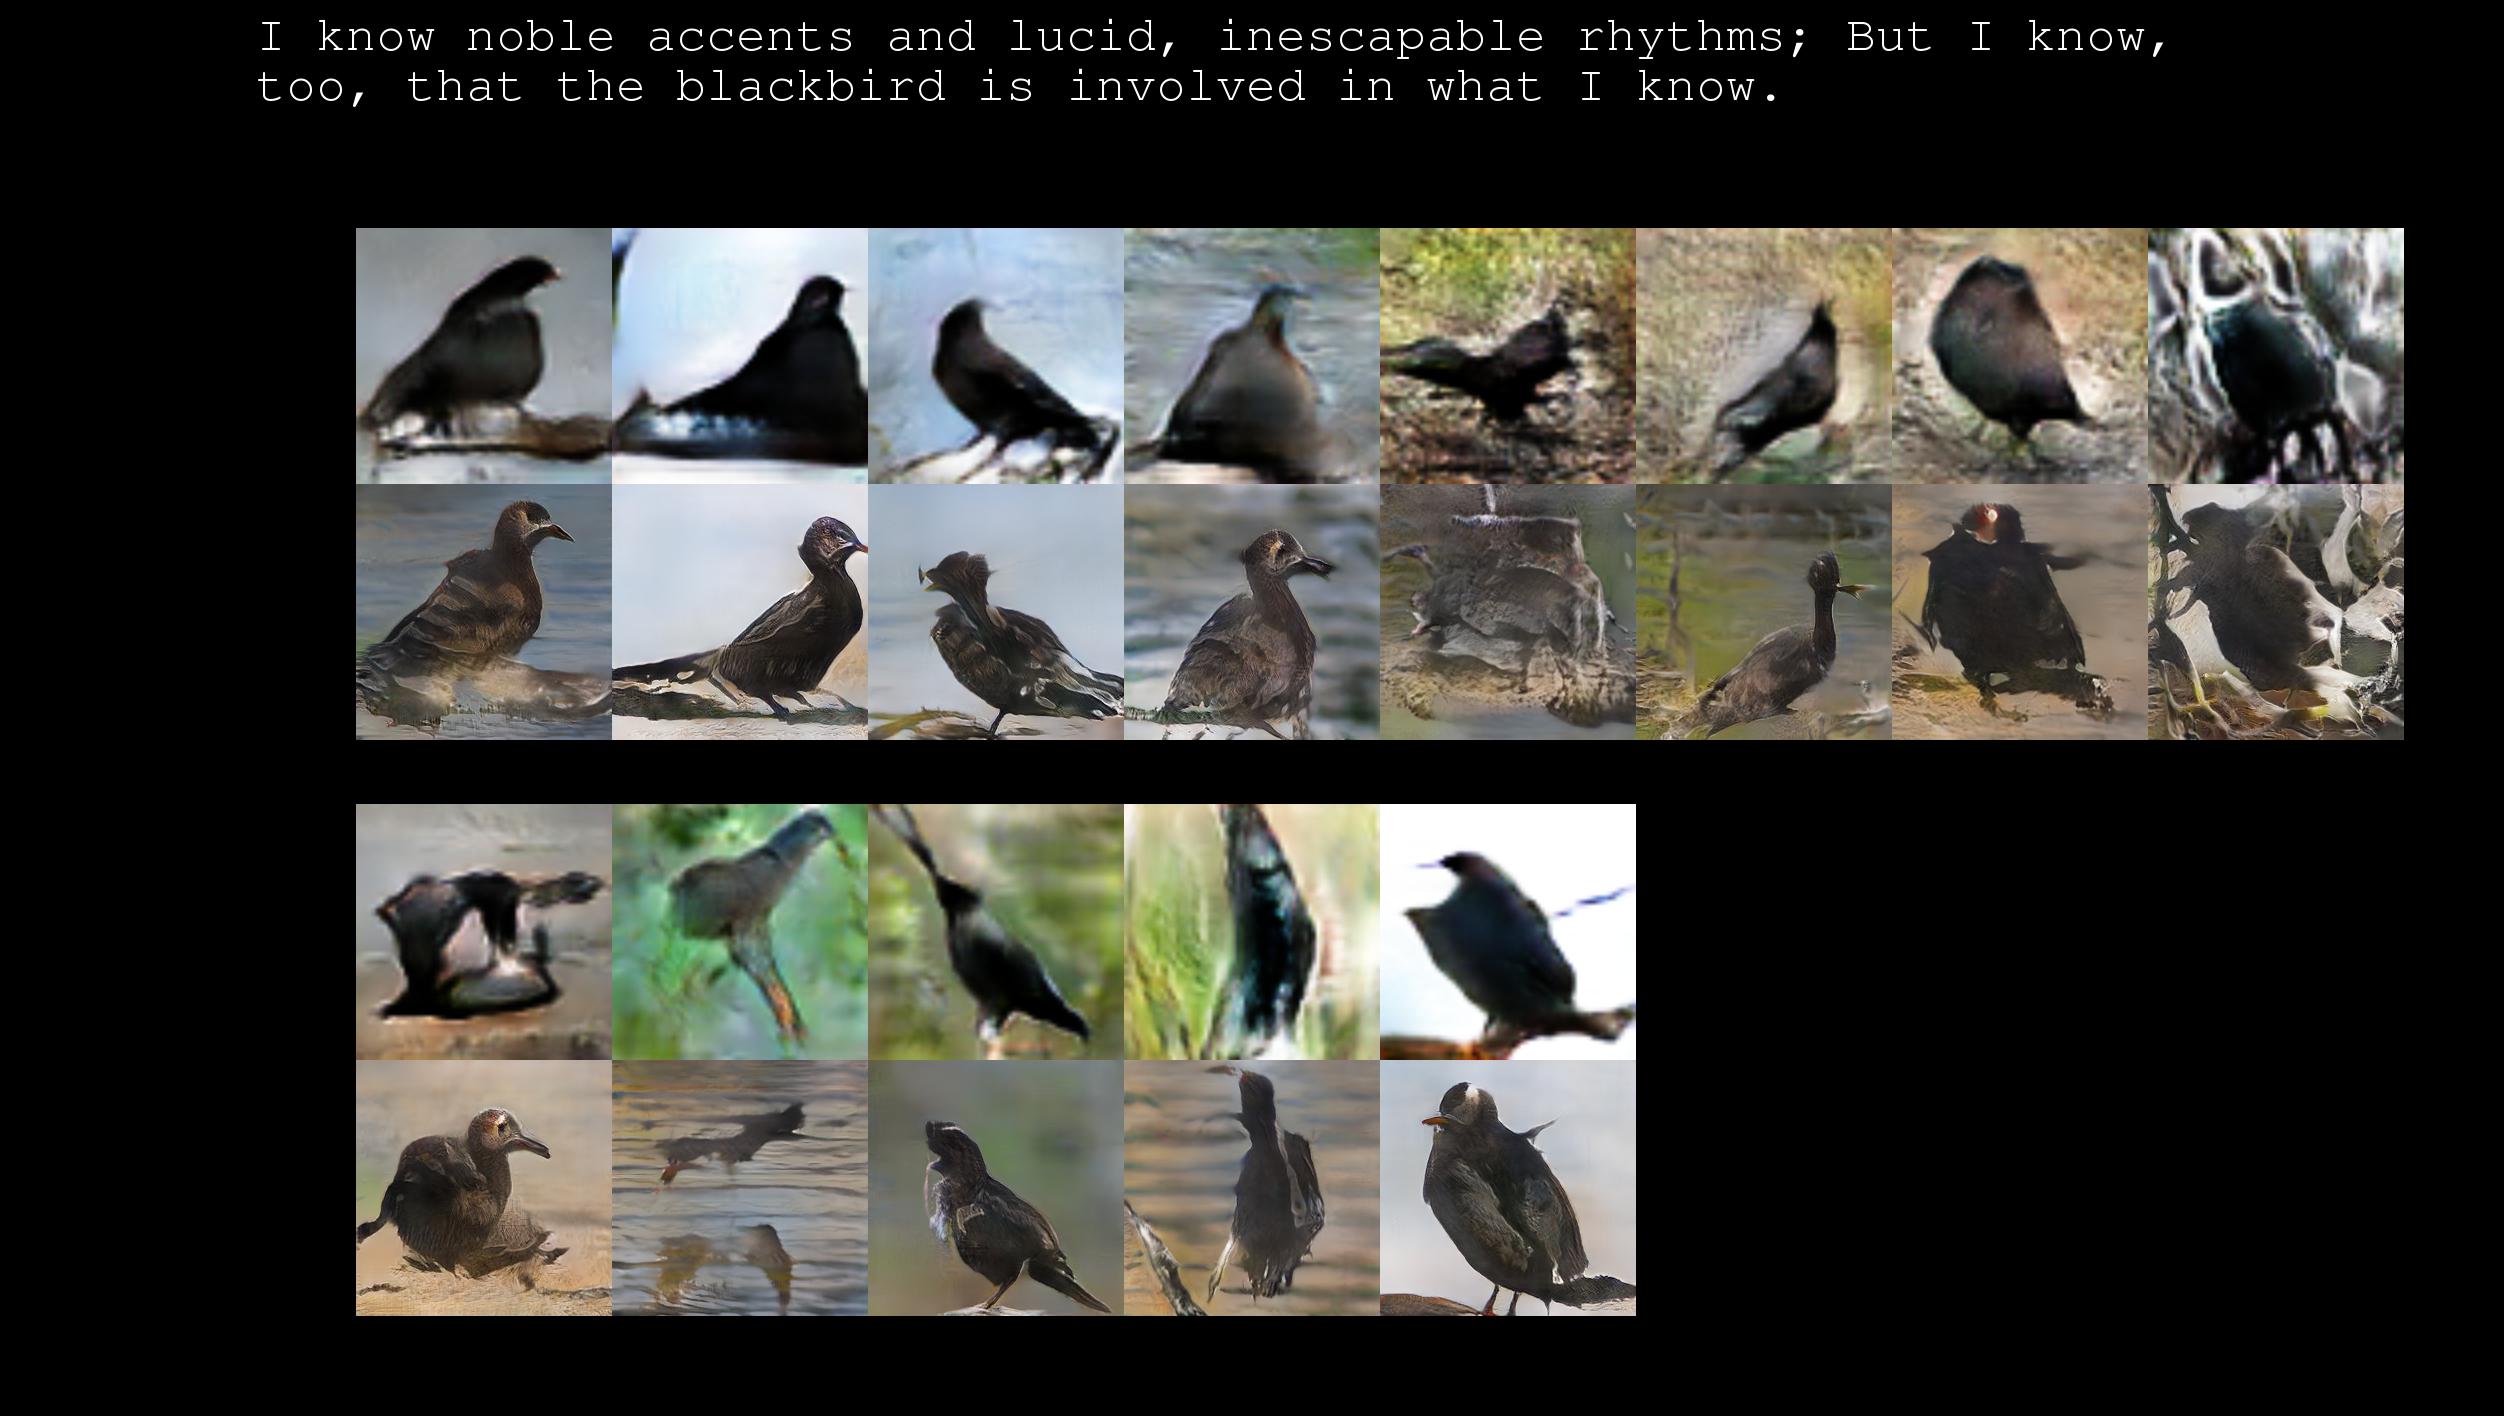 I know noble accents and lucid, inescapable rhythms; But I know,
too, that the blackbird is involved in what I know.